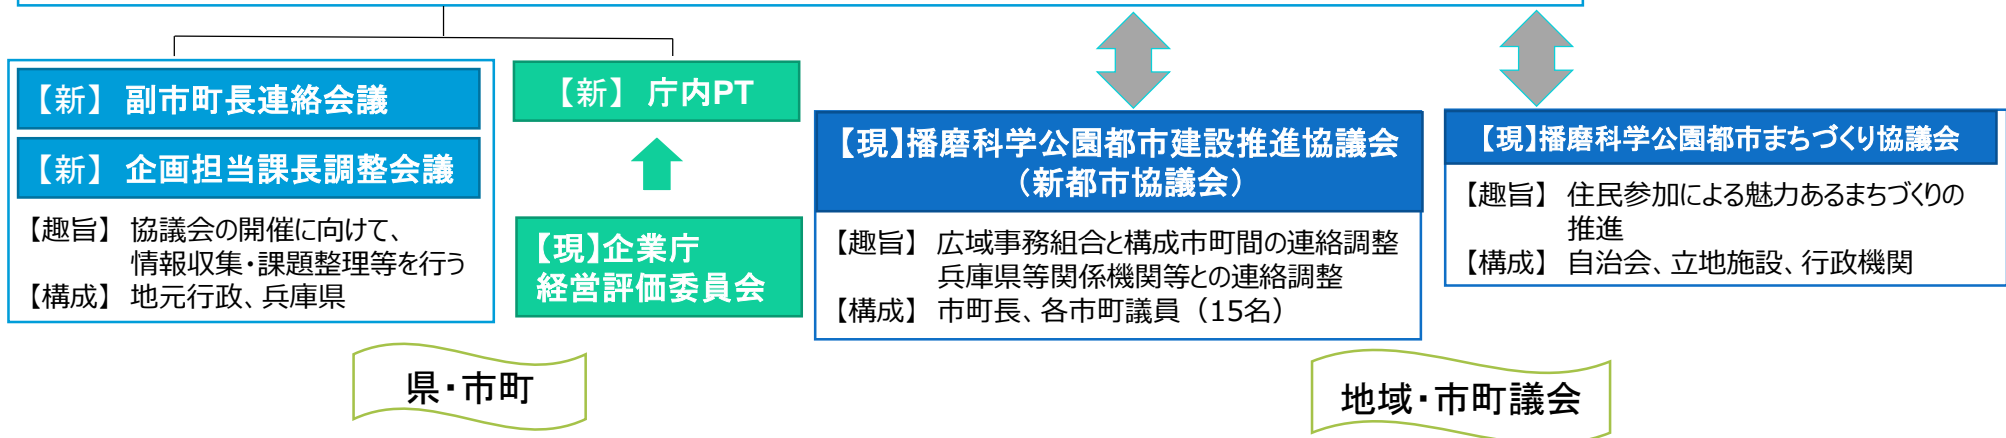 【新】 副市町長連絡会議
【新】 企画担当課長調整会議
【趣旨】 協議会の開催に向けて、
情報収集・課題整理等を行う
【構成】 地元行政、兵庫県
【新】 庁内PT
【現】企業庁
経営評価委員会
【現】播磨科学公園都市建設推進協議会
（新都市協議会）
【趣旨】 広域事務組合と構成市町間の連絡調整
兵庫県等関係機関等との連絡調整
【構成】 市町長、各市町議員（15名）
【現】播磨科学公園都市まちづくり協議会
【趣旨】 住民参加による魅力あるまちづくりの
推進
【構成】 自治会、立地施設、行政機関
県・市町
地域・市町議会